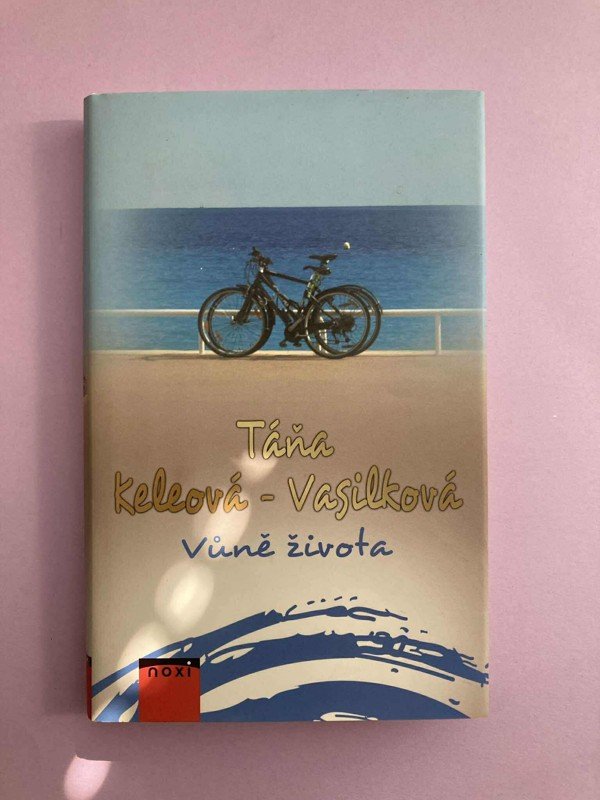 Táňa
Keleová - Vasilková
Vůně života
noxi